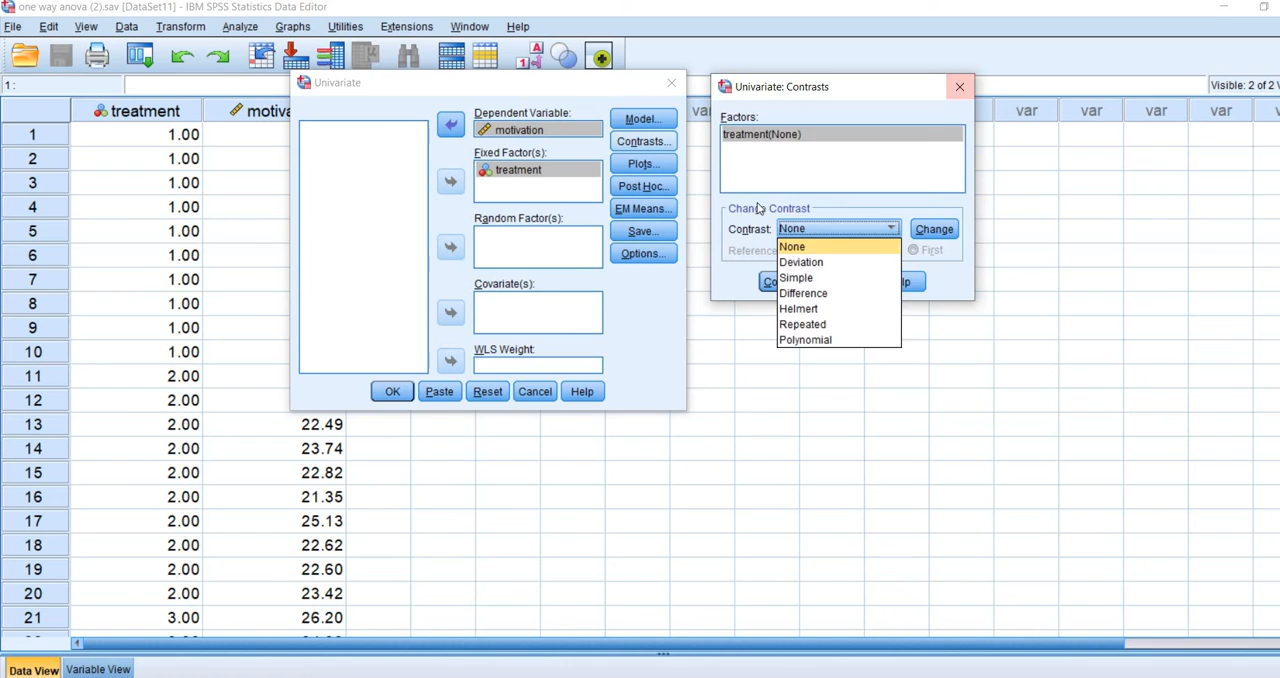 one way anova (2).sav [DataSet11] - IBM SPSS Statistics Data Editor
File Edit View Data Transform Analyze Graphs Utilities Extensions Window Help
1 :
Visible: 2 of 2 V
treatment motiva var var var var var
1 1.00
2 1.00
3 1.00
4 1.00
5 1.00
6 1.00
7 1.00
8 1.00
9 1.00
10 1.00
11 2.00
12 2.00
13 2.00 22.49
14 2.00 23.74
15 2.00 22.82
16 2.00 21.35
17 2.00 25.13
18 2.00 22.62
19 2.00 22.60
20 2.00 23.42
21 3.00 26.20
Data View Variable View
Univariate
Dependent Variable:
motivation
Fixed Factor(s):
treatment
Random Factor(s):
Covariate(s):
WLS Weight:
Model...
Contrasts...
Plots...
Post Hoc...
EM Means...
Save...
Options...
OK Paste Reset Cancel Help
Univariate: Contrasts
Factors:
treatment(None)
Change Contrast
Contrast: None Change
Reference First
None
Deviation
Simple
Difference
Helmert
Repeated
Polynomial
Co lp